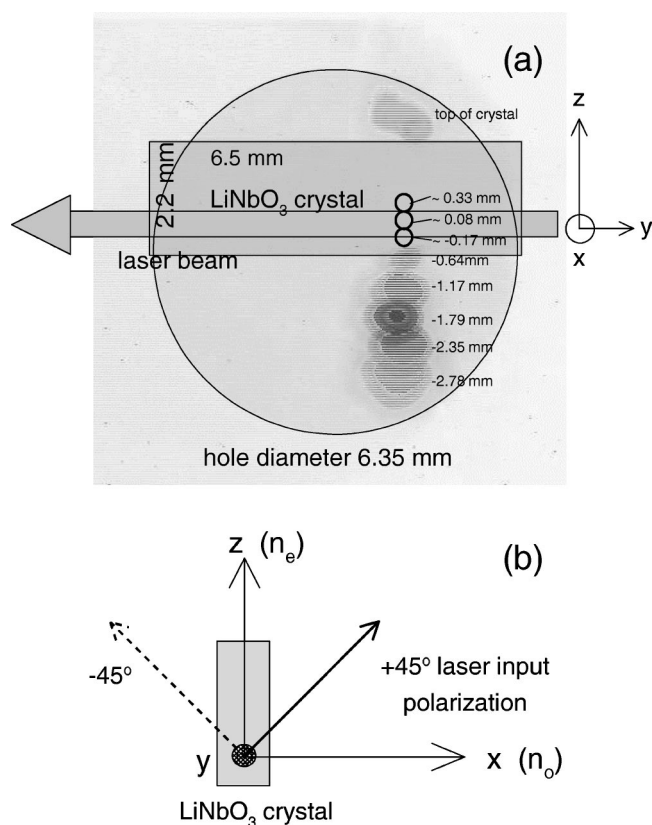 (a)
top of crystal
z
6.5 mm
2.2 mm
LiNbO₃ crystal
~ 0.33 mm
~ 0.08 mm
y
~ -0.17 mm
x
laser beam
-0.64mm
-1.17 mm
-1.79 mm
-2.35 mm
-2.78 mm
hole diameter 6.35 mm
(b)
z (nₑ)
-45º
+45º laser input
polarization
y
x (nₒ)
LiNbO₃ crystal